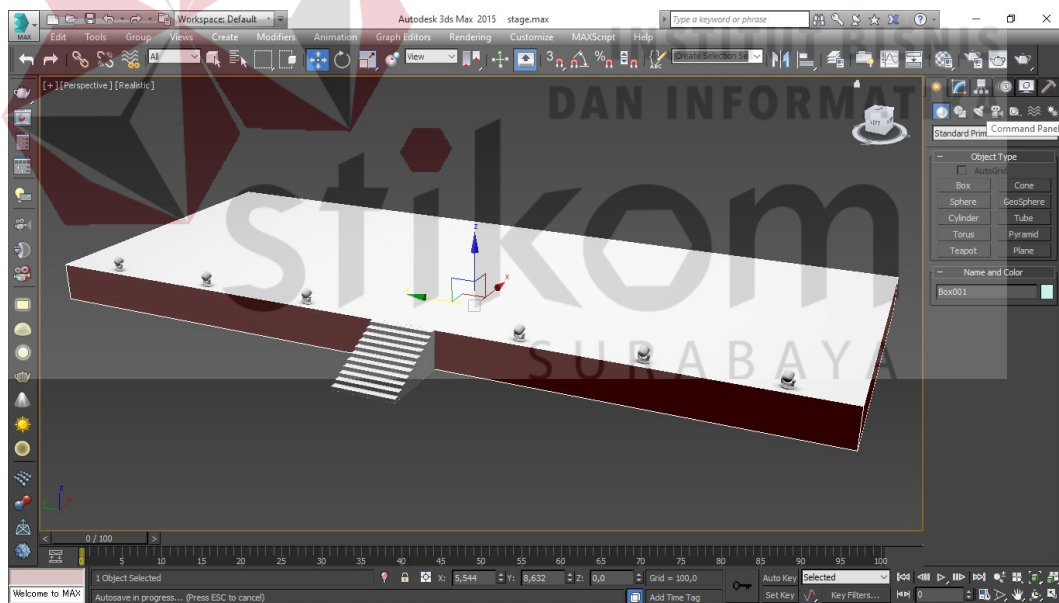 Workspace: Default
Autodesk 3ds Max 2015 stage.max
Type a keyword or phrase
MAX
Edit Tools Group Views Create Modifiers Animation Graph Editors Rendering Customize MAXScript Help
INSTITUT BISNIS
All
View
Create Selection Se
[+][Perspective][Realistic]
DAN INFORMATIKA
LEFT
Command Panel
Standard Prim
Object Type
AutoGrid
Box Cone
Sphere GeoSphere
Cylinder Tube
Torus Pyramid
Teapot Plane
Name and Color
Box001
stikom
SURABAYA
z
x
y
z
x
0 / 100
0 5 10 15 20 25 30 35 40 45 50 55 60 65 70 75 80 85 90 95 100
1 Object Selected
X: 5,544 Y: 8,632 Z: 0,0
Grid = 100,0
Auto Key Selected
Welcome to MAX
Autosave in progress... (Press ESC to cancel)
Add Time Tag
Set Key Key Filters...
0